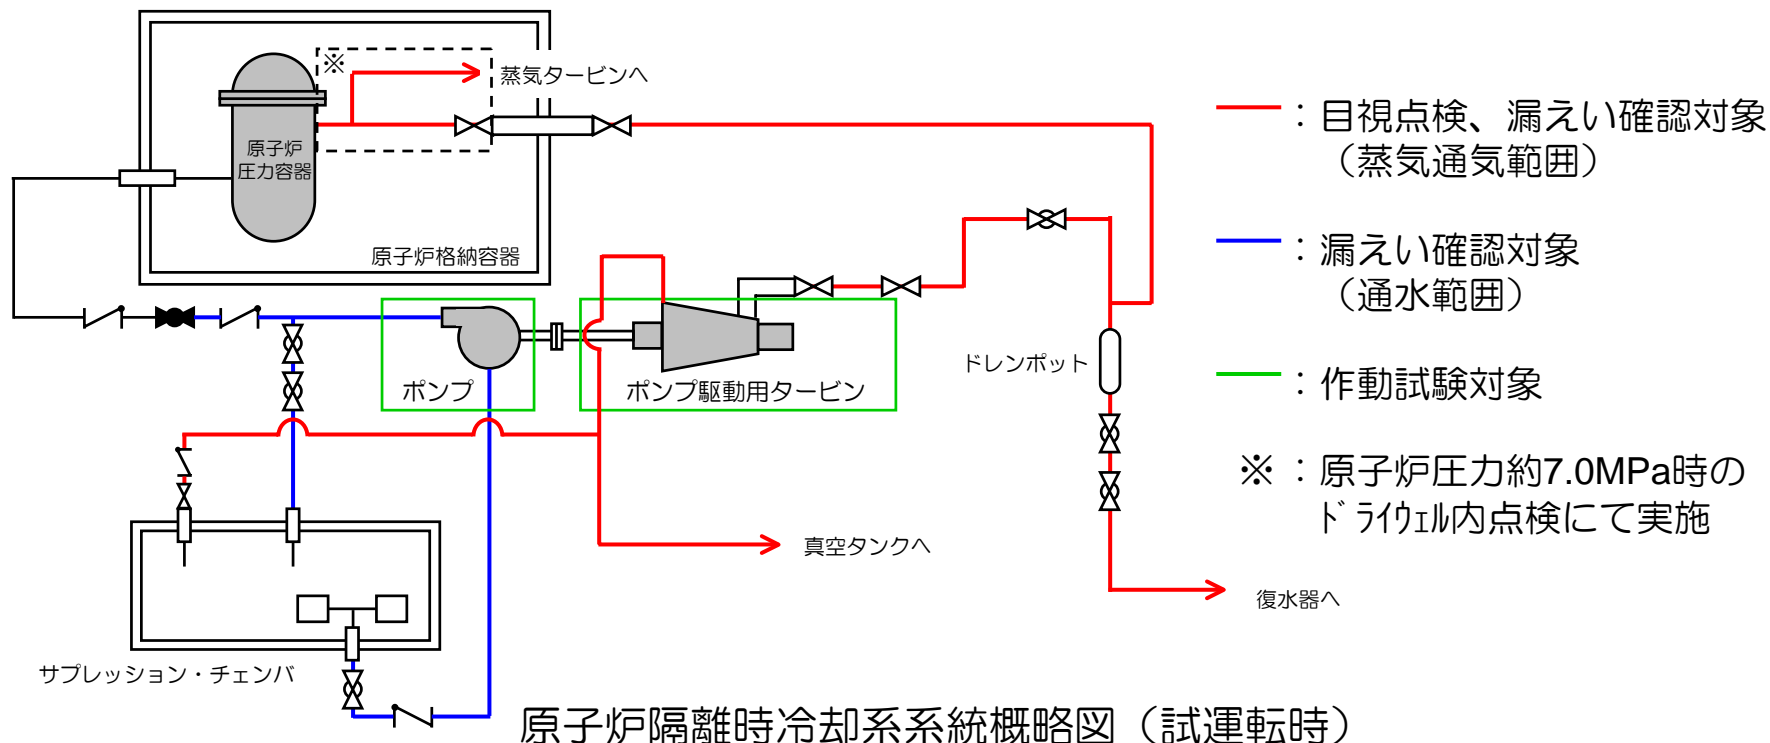 ※
蒸気タービンへ
原子炉
圧力容器
原子炉格納容器
ポンプ
ポンプ駆動用タービン
ドレンポット
真空タンクへ
復水器へ
サプレッション・チェンバ
：目視点検、漏えい確認対象
（蒸気通気範囲）
：漏えい確認対象
（通水範囲）
：作動試験対象
※：原子炉圧力約7.0MPa時の
ﾄﾞﾗｲｳｪﾙ内点検にて実施
原子炉隔離時冷却系系統概略図（試運転時）